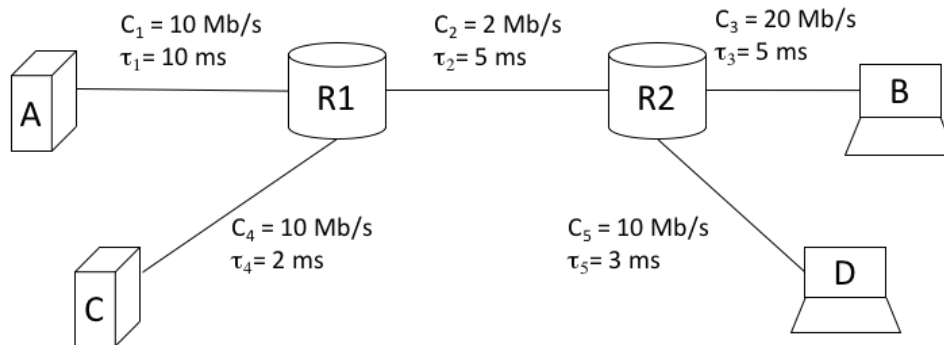 C₁ = 10 Mb/s
τ₁= 10 ms
C₂ = 2 Mb/s
τ₂= 5 ms
C₃ = 20 Mb/s
τ₃= 5 ms
A
R1
R2
B
C₄ = 10 Mb/s
τ₄= 2 ms
C₅ = 10 Mb/s
τ₅= 3 ms
C
D